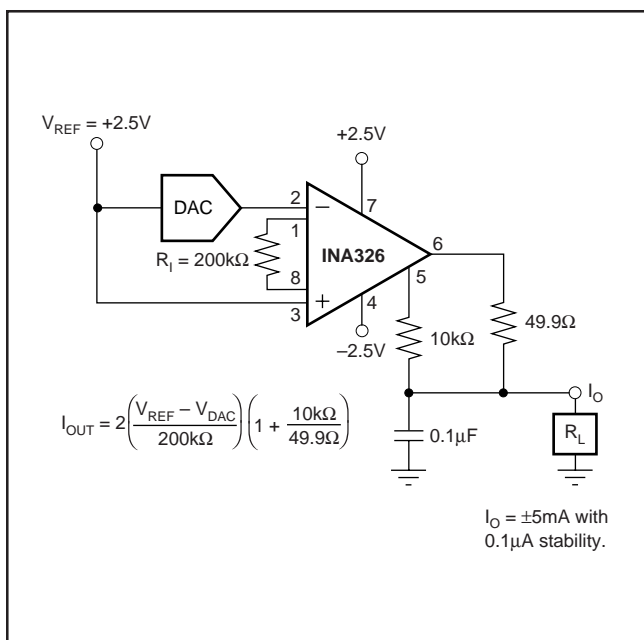 V_REF = +2.5V
+2.5V
DAC
2
−
7
1
INA326
6
R_I = 200kΩ
5
8
+
3
4
−2.5V
10kΩ
49.9Ω
I_O
0.1µF
R_L
I_OUT = 2((V_REF − V_DAC)/200kΩ)(1 + 10kΩ/49.9Ω)
I_O = ±5mA with
0.1µA stability.